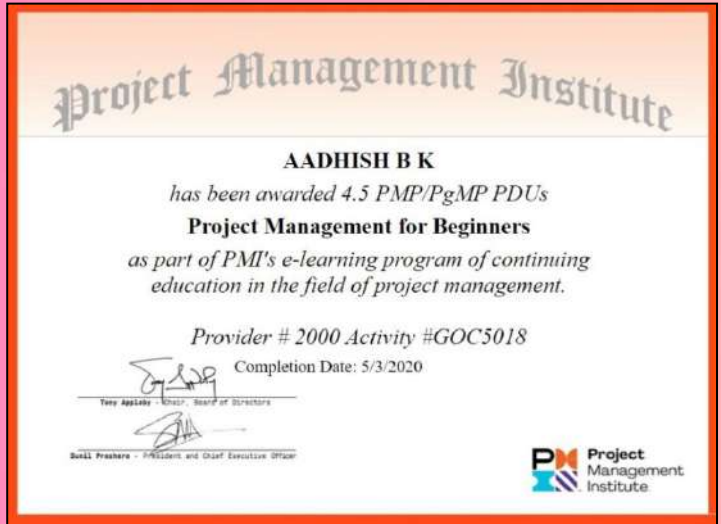 Project Management Institute
AADHISH B K
has been awarded 4.5 PMP/PgMP PDUs
Project Management for Beginners
as part of PMI's e-learning program of continuing
education in the field of project management.
Provider # 2000 Activity #GOC5018
Completion Date: 5/3/2020
Tony Appleby - Chair, Board of Directors
Sunil Prashara - President and Chief Executive Officer
Project
Management
Institute.